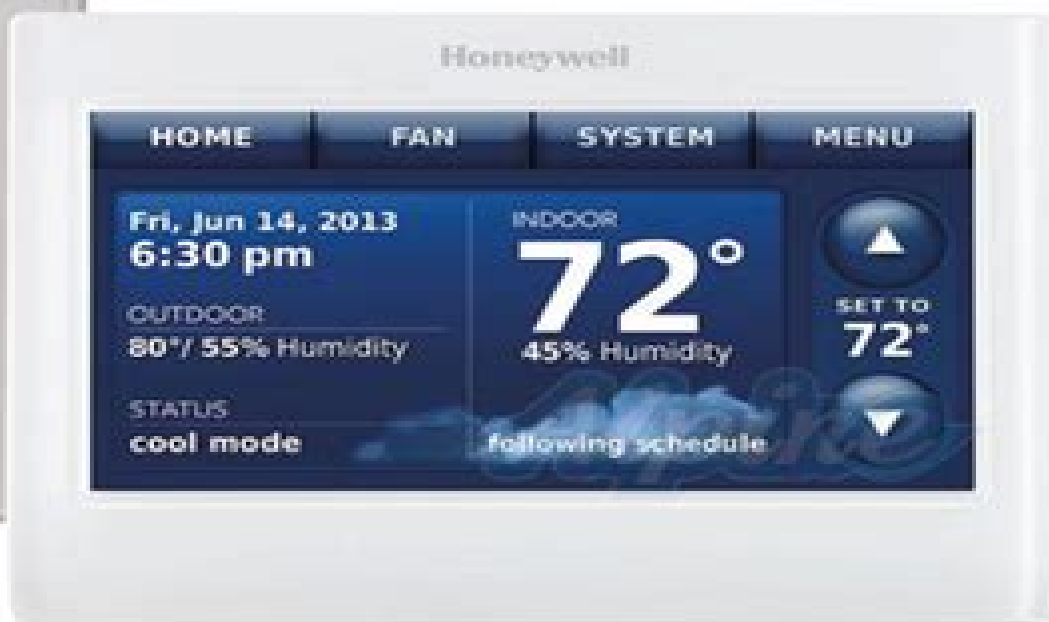 Honeywell
HOME FAN SYSTEM MENU
Fri, Jun 14, 2013
6:30 pm
OUTDOOR
80°/ 55% Humidity
STATUS
cool mode
INDOOR
72°
45% Humidity
following schedule
SET TO
72°
Alpine